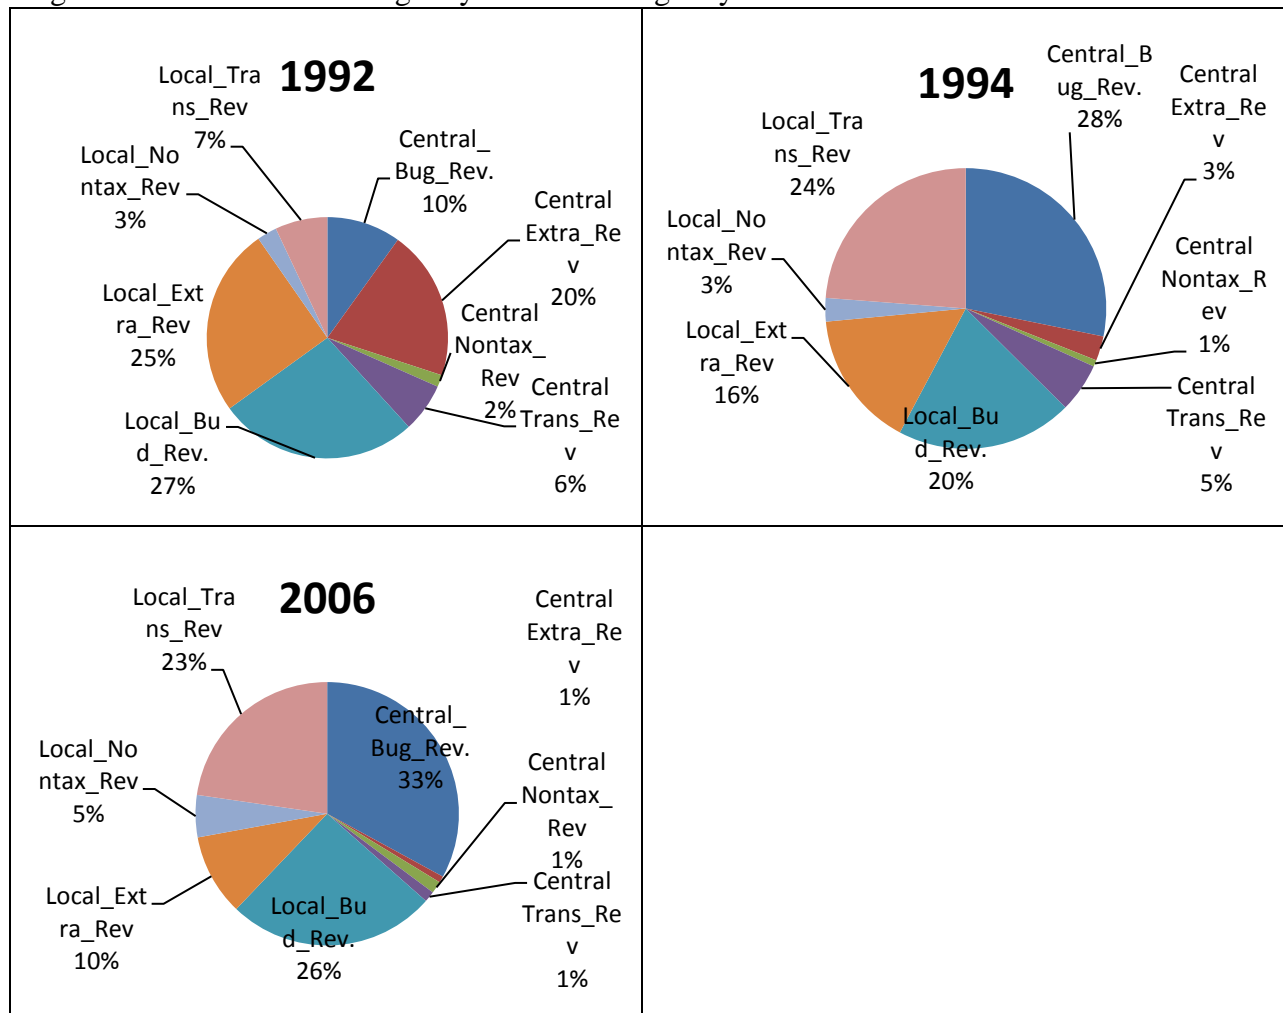 1992
Local_Tra
ns_Rev
7%
Central_
Bug_Rev.
10%
Local_No
ntax_Rev
3%
Central
Extra_Re
v
20%
Local_Ext
ra_Rev
25%
Central
Nontax_
Rev
2%
Central
Trans_Re
v
6%
Local_Bu
d_Rev.
27%
1994
Central_B
ug_Rev.
28%
Central
Extra_Re
v
3%
Local_Tra
ns_Rev
24%
Local_No
ntax_Rev
3%
Central
Nontax_R
ev
1%
Local_Ext
ra_Rev
16%
Central
Trans_Re
v
5%
Local_Bu
d_Rev.
20%
2006
Local_Tra
ns_Rev
23%
Central
Extra_Re
v
1%
Central_
Bug_Rev.
33%
Local_No
ntax_Rev
5%
Central
Nontax_
Rev
1%
Local_Ext
ra_Rev
10%
Central
Trans_Re
v
1%
Local_Bu
d_Rev.
26%